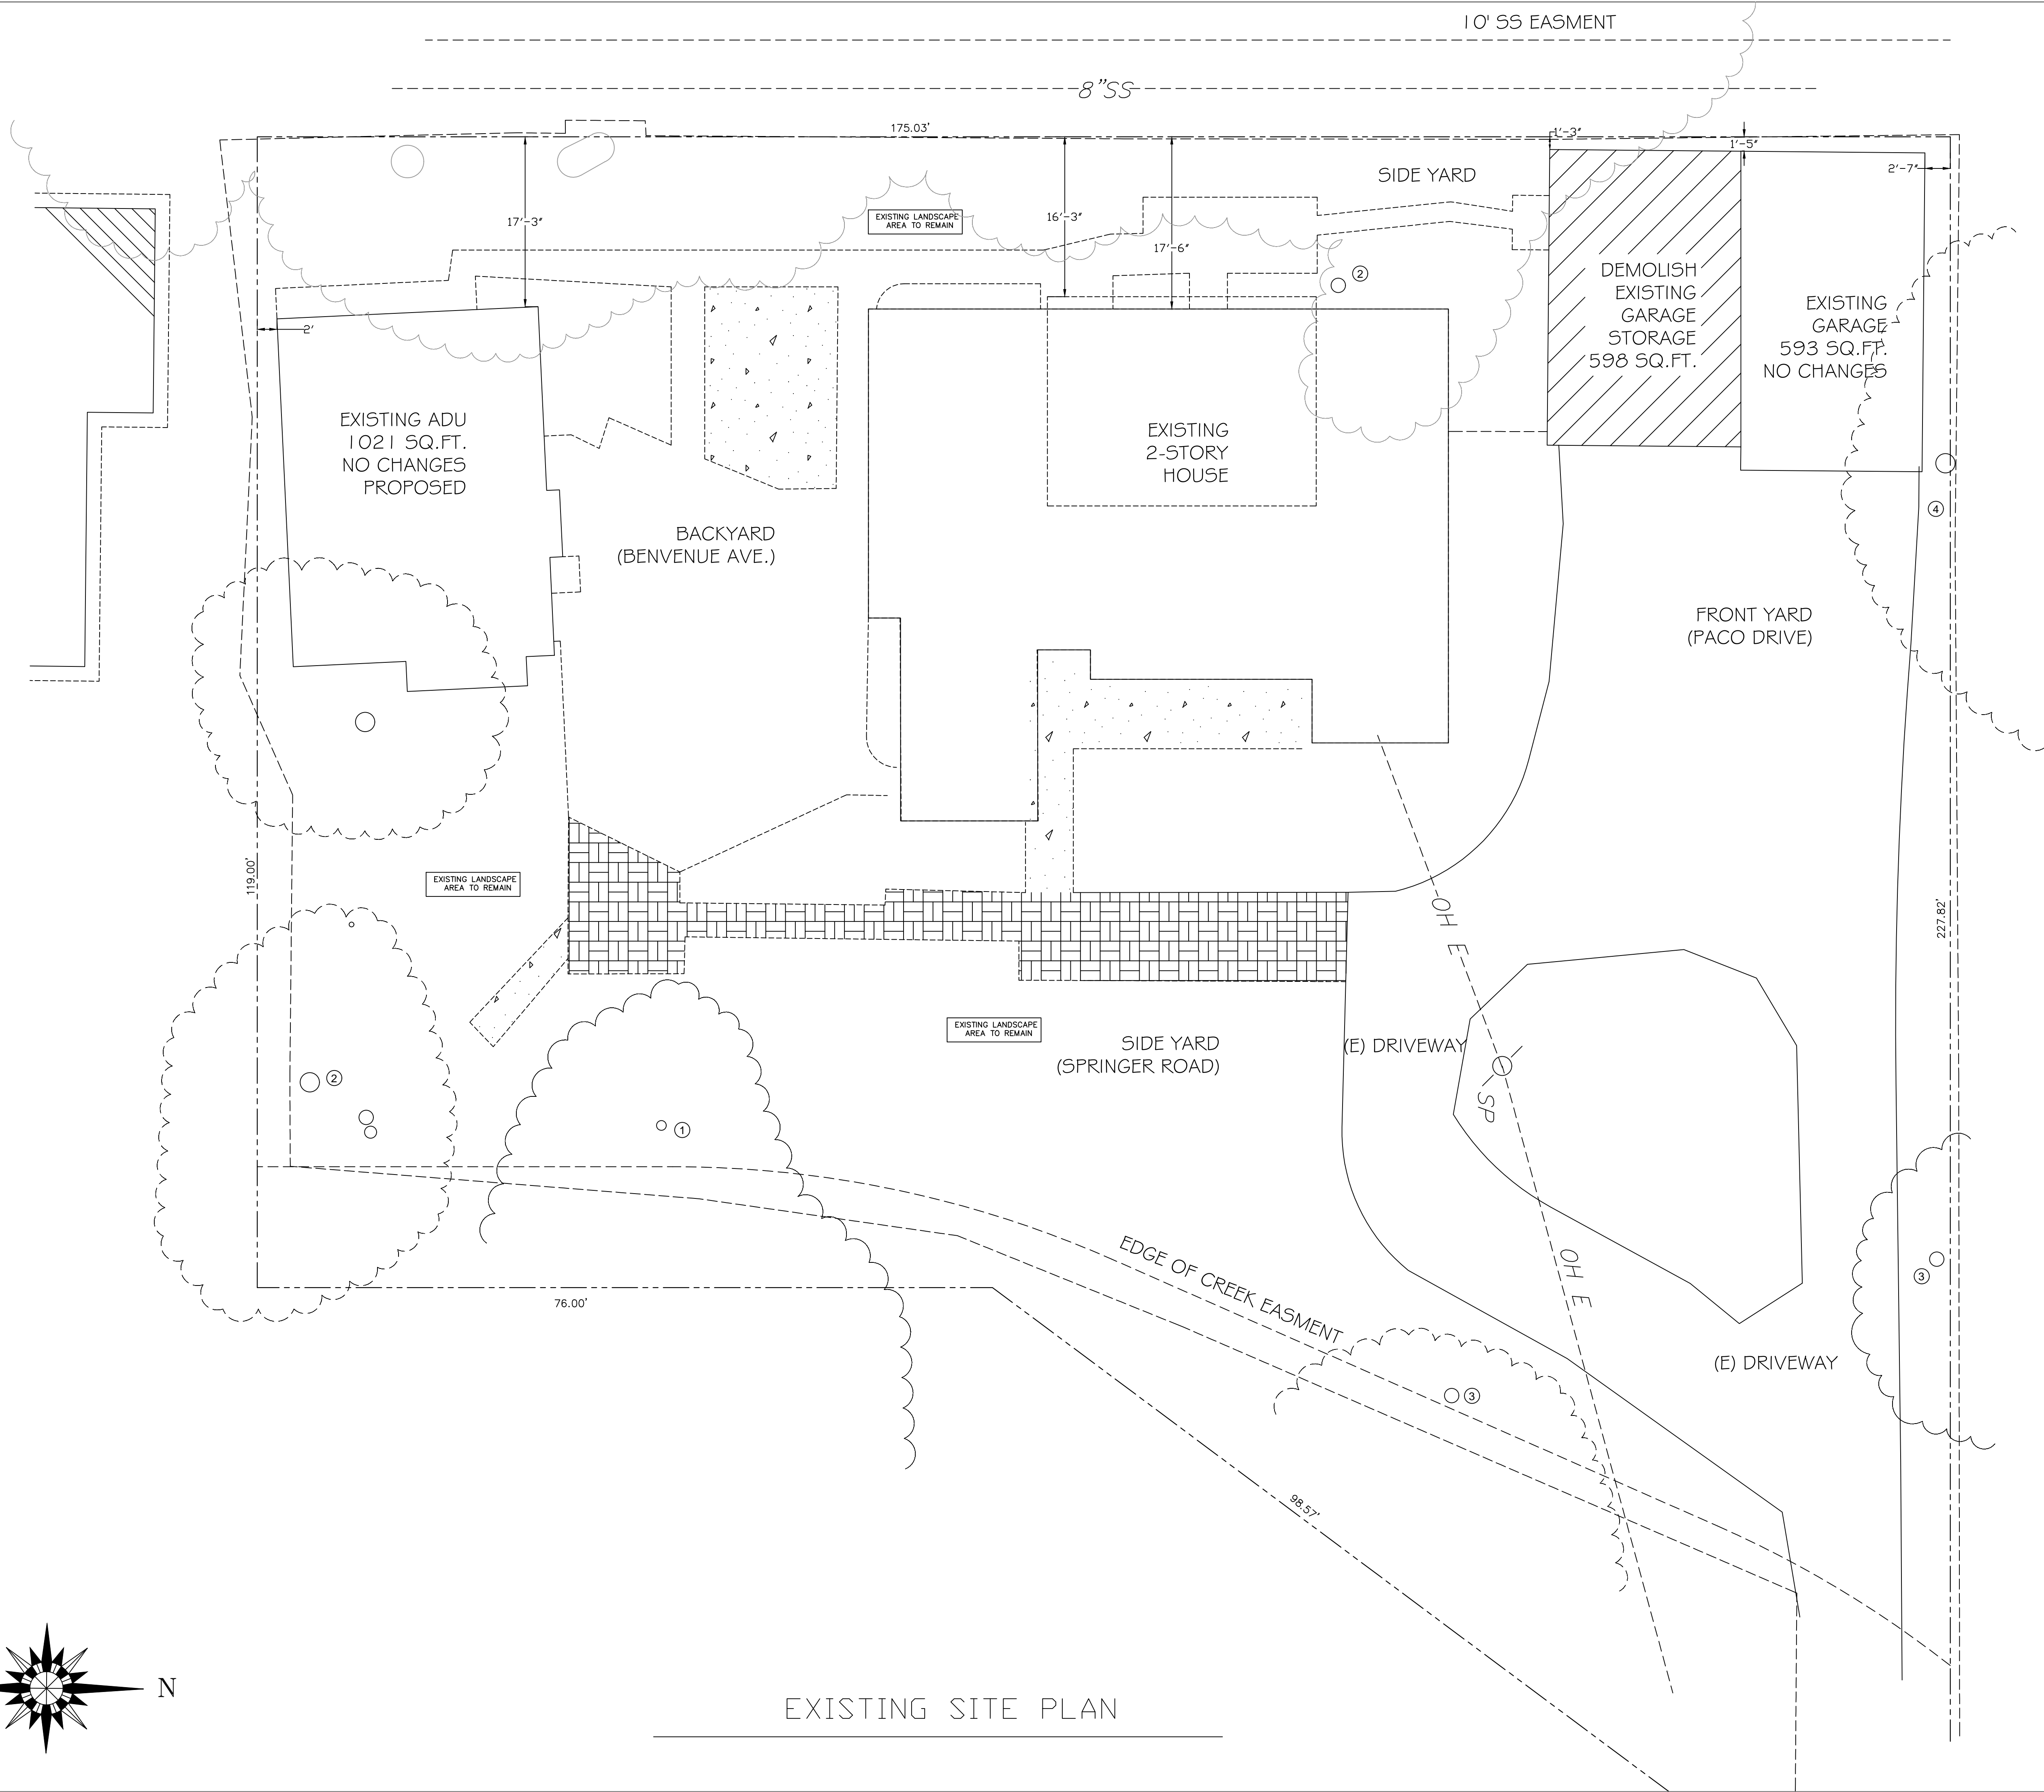 10' SS EASMENT
8"SS
175.03'
1'-3"
1'-5"
2'-7"
SIDE YARD
17'-3"
EXISTING LANDSCAPE
AREA TO REMAIN
16'-3"
17'-6"
2
DEMOLISH
EXISTING
GARAGE
STORAGE
598 SQ.FT.
EXISTING
GARAGE
593 SQ.FT.
NO CHANGES
2'
EXISTING ADU
1021 SQ.FT.
NO CHANGES
PROPOSED
EXISTING
2-STORY
HOUSE
4
BACKYARD
(BENVENUE AVE.)
FRONT YARD
(PACO DRIVE)
119.00'
EXISTING LANDSCAPE
AREA TO REMAIN
OH E
227.82'
EXISTING LANDSCAPE
AREA TO REMAIN
SIDE YARD
(SPRINGER ROAD)
(E) DRIVEWAY
SP
2
1
EDGE OF CREEK EASMENT
OH E
3
76.00'
(E) DRIVEWAY
3
98.57'
N
EXISTING SITE PLAN